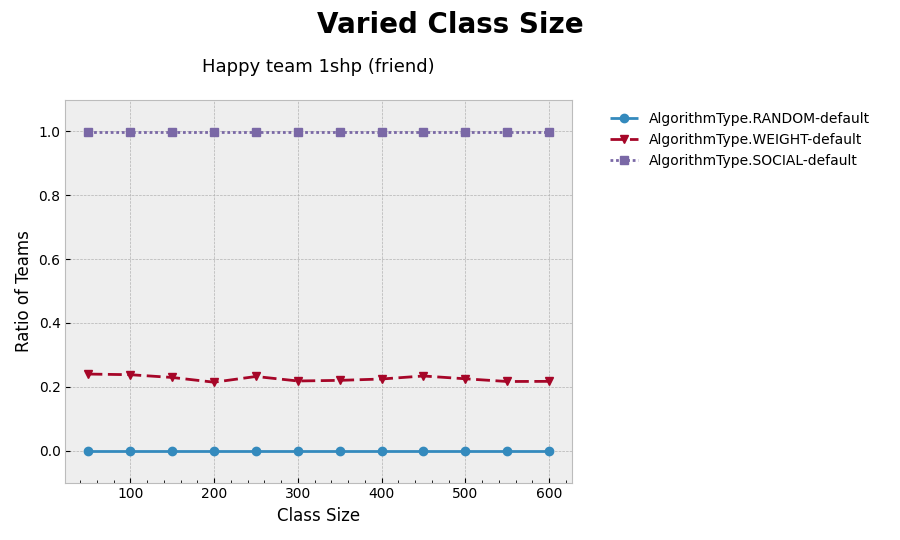 Varied Class Size
Happy team 1shp (friend)
AlgorithmType.RANDOM-default
AlgorithmType.WEIGHT-default
AlgorithmType.SOCIAL-default
Ratio of Teams
1.0
0.8
0.6
0.4
0.2
0.0
100 200 300 400 500 600
Class Size